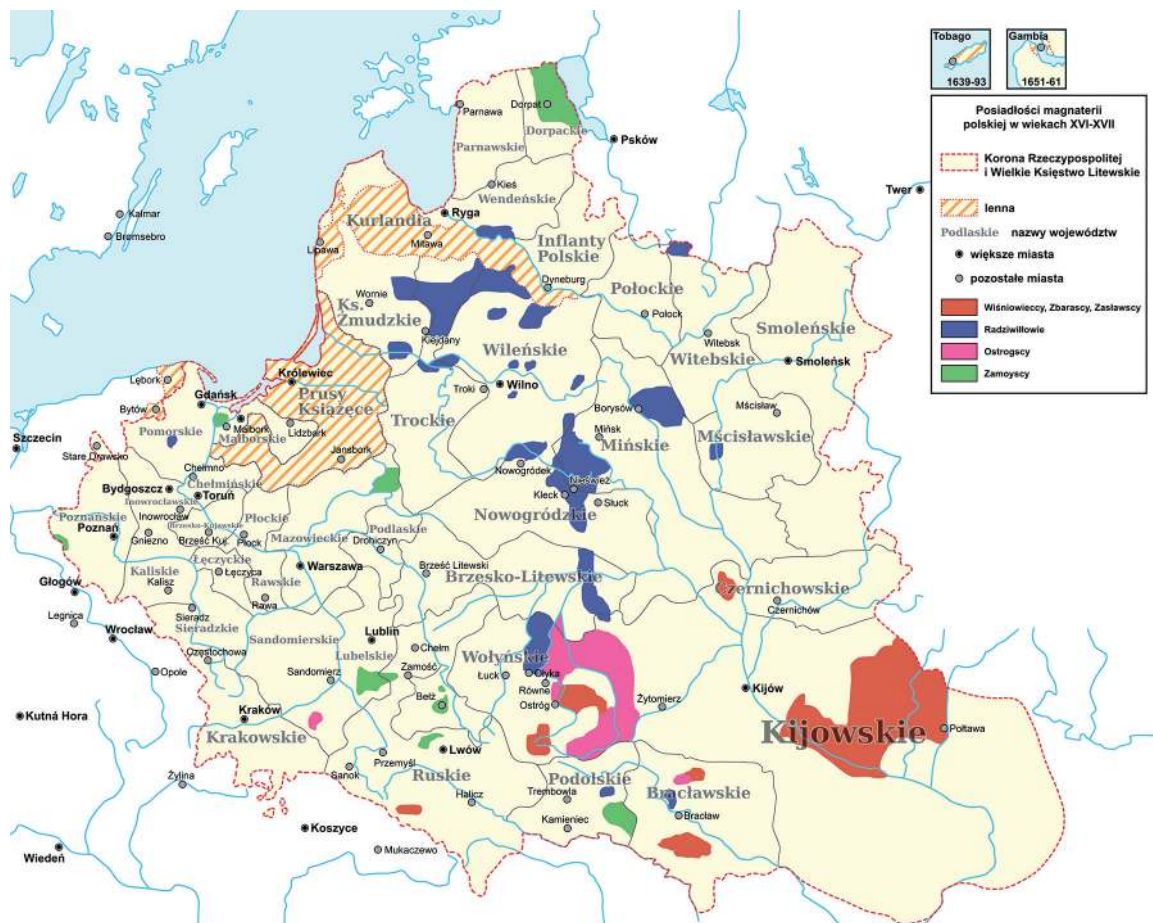 Tobago
1639-93
Gambia
1651-61
Posiadłości magnaterii
polskiej w wiekach XVI-XVII
Korona Rzeczypospolitej
i Wielkie Księstwo Litewskie
lenna
Podlaskie nazwy województw
większe miasta
pozostałe miasta
Wiśniowieccy, Zbarascy, Zasławscy
Radziwiłłowie
Ostrogscy
Zamoyscy
Parnawa
Dorpat
Dorpackie
Parnawskie
Psków
Twer
Kieś
Wendeńskie
Kalmar
Brømsebro
Ryga
Kurlandia
Mitawa
Lipawa
Inflanty
Polskie
Dyneburg
Wornie
Ks.
Żmudzkie
Kiejdany
Połockie
Połock
Smoleńskie
Witebsk
Witebskie
Smoleńsk
Wileńskie
Wilno
Troki
Królewiec
Prusy
Książęce
Lębork
Gdańsk
Bytów
Trockie
Borysów
Mścisław
Mińsk
Mińskie
Mścisławskie
Pomorskie
Malbork
Malborskie
Lidzbark
Jansbork
Szczecin
Stare Drawsko
Chełmno
Chełmińskie
Nowogródek
Nieśwież
Kleck
Słuck
Nowogródzkie
Bydgoszcz
Toruń
Inowrocławskie
Inowrocław
Poznańskie
Poznań
Gniezno
Brzesko-Kujawskie
Brześć Kuj.
Płockie
Płock
Mazowieckie
Podlaskie
Drohiczyn
Łęczyckie
Łęczyca
Warszawa
Brześć Litewski
Brzesko-Litewskie
Czernichowskie
Czernichów
Kaliskie
Kalisz
Rawskie
Rawa
Głogów
Legnica
Sieradz
Sieradzkie
Wrocław
Sandomierskie
Lublin
Lubelskie
Chełm
Wołyńskie
Częstochowa
Opole
Sandomierz
Zamość
Łuck
Ołyka
Równe
Ostróg
Bełz
Żytomierz
Kijów
Kutná Hora
Kraków
Krakowskie
Kijowskie
Połtawa
Lwów
Przemyśl
Ruskie
Sanok
Żylina
Halicz
Podolskie
Trembowla
Bracławskie
Bracław
Kamieniec
Koszyce
Mukaczewo
Wiedeń